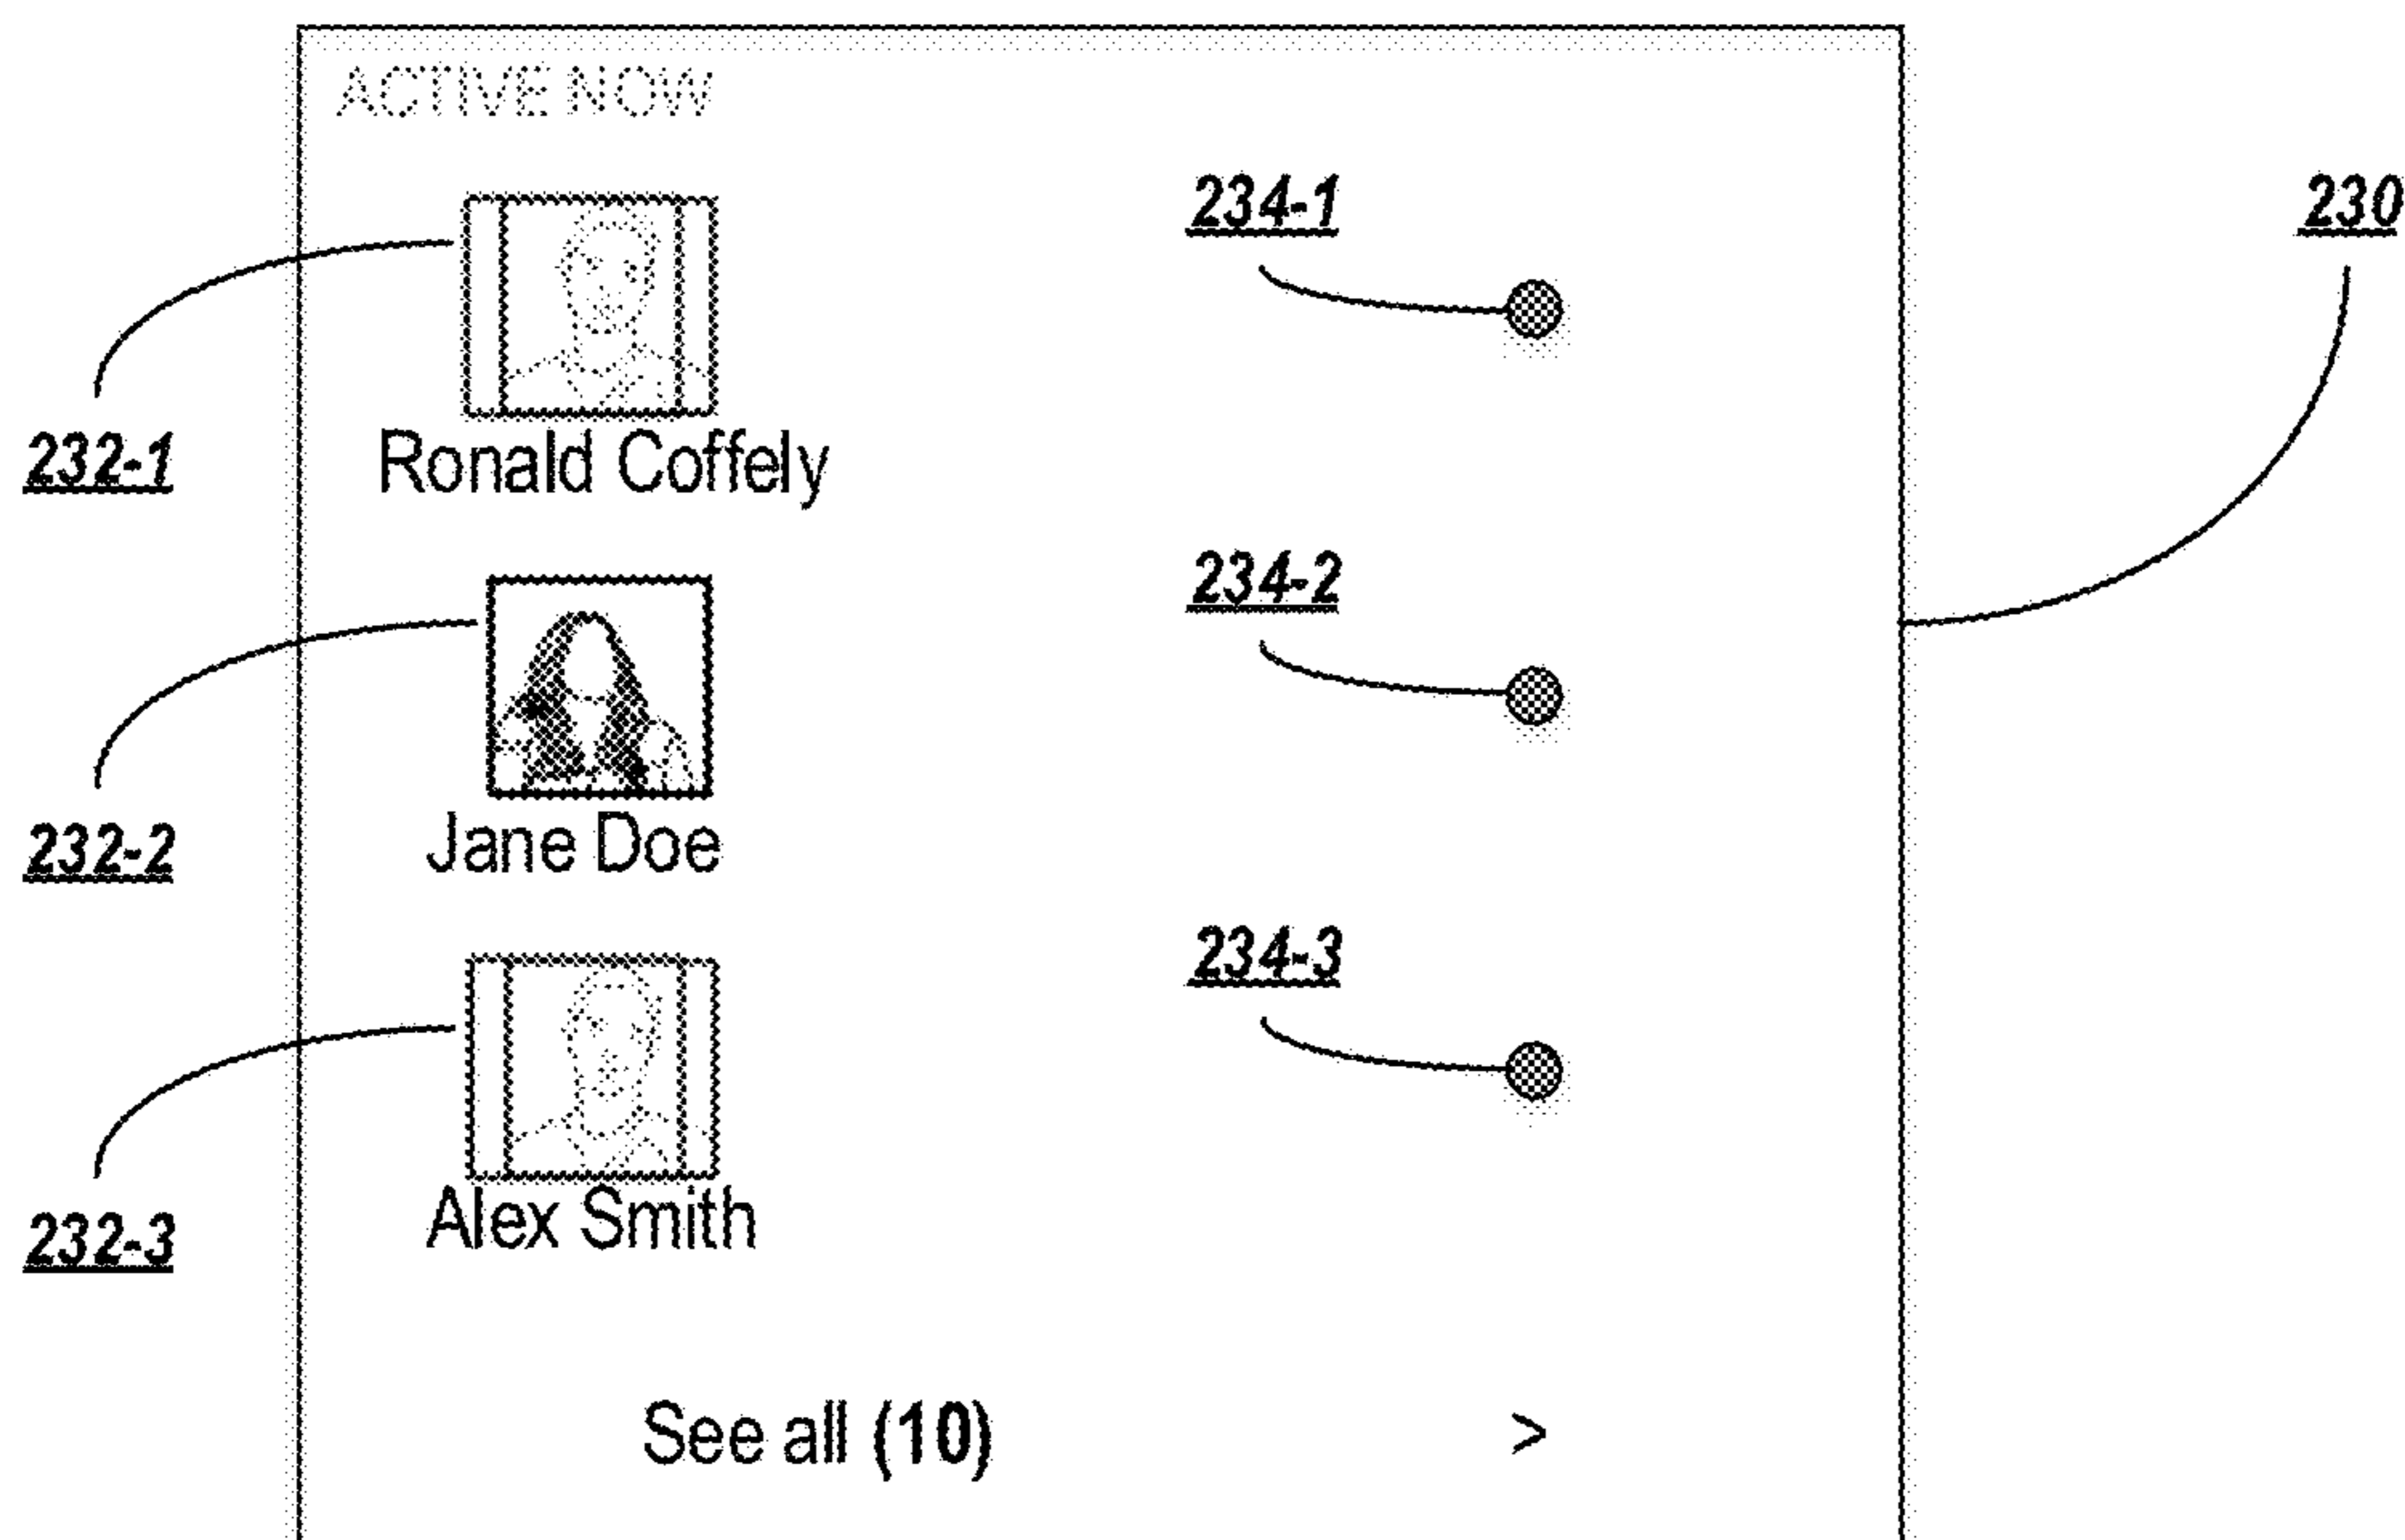 ACTIVE NOW
234-1
230
232-1
Ronald Coffely
234-2
232-2
Jane Doe
234-3
232-3
Alex Smith
See all (10) >